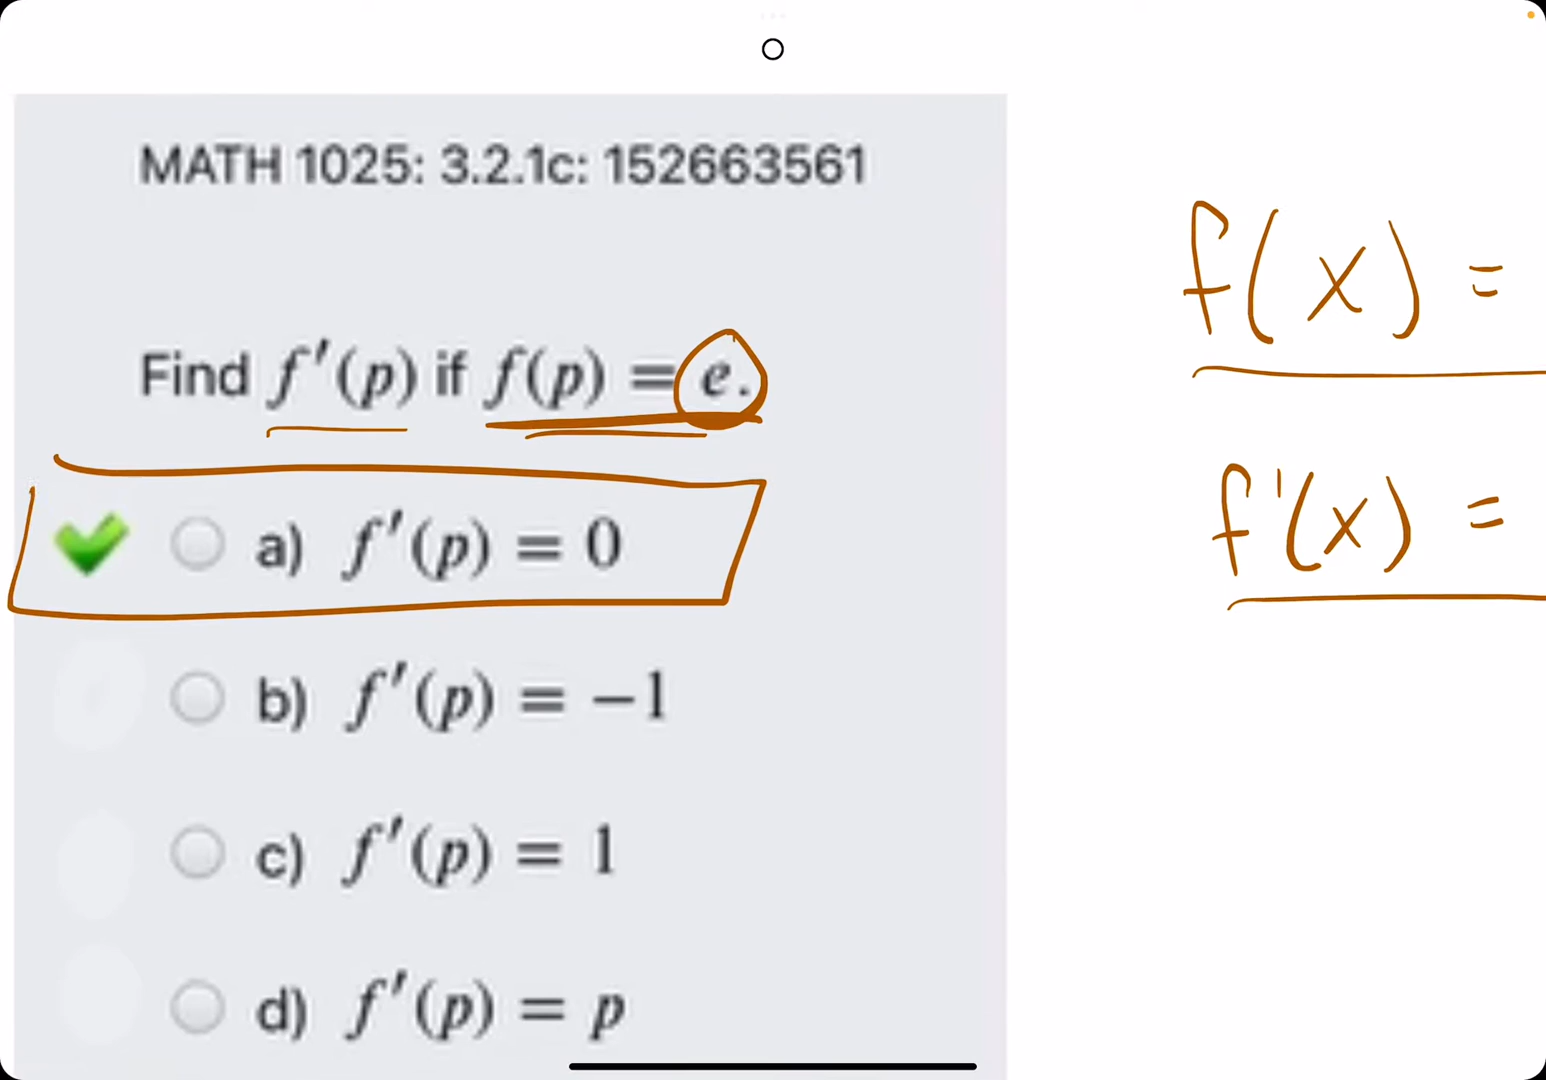 MATH 1025: 3.2.1c: 152663561
Find f′(p) if f(p) = e.
a) f′(p) = 0
b) f′(p) = −1
c) f′(p) = 1
d) f′(p) = p
f(x) =
f'(x) =